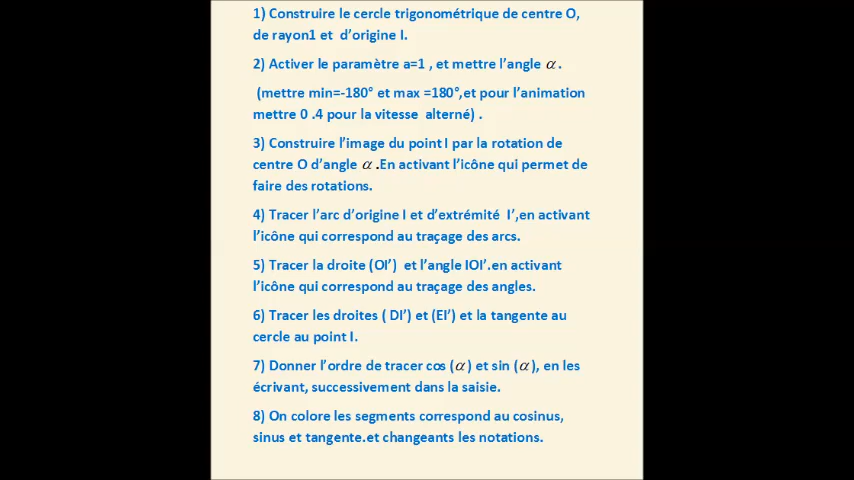 1) Construire le cercle trigonométrique de centre O,
de rayon1 et d’origine I.
2) Activer le paramètre a=1 , et mettre l’angle α .
(mettre min=-180° et max =180°,et pour l’animation
mettre 0 .4 pour la vitesse alterné) .
3) Construire l’image du point I par la rotation de
centre O d’angle α .En activant l’icône qui permet de
faire des rotations.
4) Tracer l’arc d’origine I et d’extrémité I’,en activant
l’icône qui correspond au traçage des arcs.
5) Tracer la droite (OI’) et l’angle IOI’.en activant
l’icône qui correspond au traçage des angles.
6) Tracer les droites ( DI’) et (EI’) et la tangente au
cercle au point I.
7) Donner l’ordre de tracer cos (α) et sin (α), en les
écrivant, successivement dans la saisie.
8) On colore les segments correspond au cosinus,
sinus et tangente.et changeants les notations.